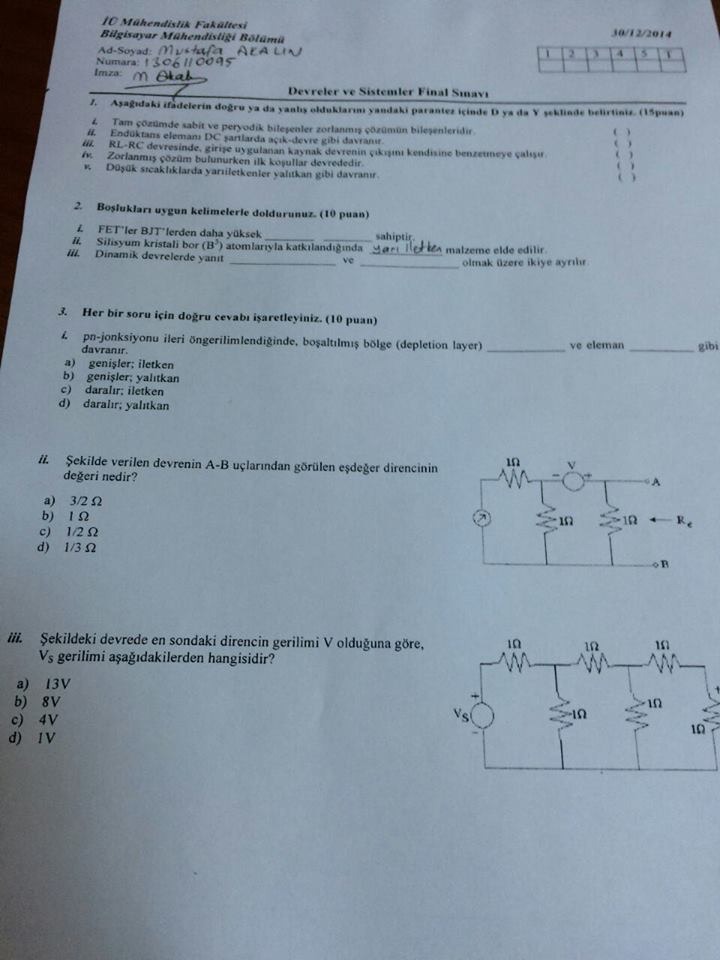 İÜ Mühendislik Fakültesi
Bilgisayar Mühendisliği Bölümü
30/12/2014
Ad-Soyad: Mustafa AKALIN
Numara: 1306110095
İmza: M Akalı
1 2 3 4 5 T
Devreler ve Sistemler Final Sınavı
1. Aşağıdaki ifadelerin doğru ya da yanlış olduklarını yandaki parantez içinde D ya da Y şeklinde belirtiniz. (15puan)
i. Tam çözümde sabit ve peryodik bileşenler zorlanmış çözümün bileşenleridir. ( )
ii. Endüktans elemanı DC şartlarda açık-devre gibi davranır. ( )
iii. RL-RC devresinde, girişe uygulanan kaynak devrenin çıkışını kendisine benzetmeye çalışır. ( )
iv. Zorlanmış çözüm bulunurken ilk koşullar devrededir. ( )
v. Düşük sıcaklıklarda yarıiletkenler yalıtkan gibi davranır. ( )
2. Boşlukları uygun kelimelerle doldurunuz. (10 puan)
i. FET'ler BJT'lerden daha yüksek ________ ________ sahiptir.
ii. Silisyum kristali bor (B³) atomlarıyla katkılandığında yarı iletken malzeme elde edilir.
iii. Dinamik devrelerde yanıt ________ ve ________ olmak üzere ikiye ayrılır.
3. Her bir soru için doğru cevabı işaretleyiniz. (10 puan)
i. pn-jonksiyonu ileri öngerilimlendiğinde, boşaltılmış bölge (depletion layer) ________ ve eleman ________ gibi
davranır.
a) genişler; iletken
b) genişler; yalıtkan
c) daralır; iletken
d) daralır; yalıtkan
ii. Şekilde verilen devrenin A-B uçlarından görülen eşdeğer direncinin
değeri nedir?
a) 3/2 Ω
b) 1 Ω
c) 1/2 Ω
d) 1/3 Ω
1Ω V
- +
A
1Ω 1Ω Re
B
iii. Şekildeki devrede en sondaki direncin gerilimi V olduğuna göre,
Vs gerilimi aşağıdakilerden hangisidir?
a) 13V
b) 8V
c) 4V
d) 1V
1Ω 1Ω 1Ω
+
Vs
-
1Ω 1Ω 1Ω
+